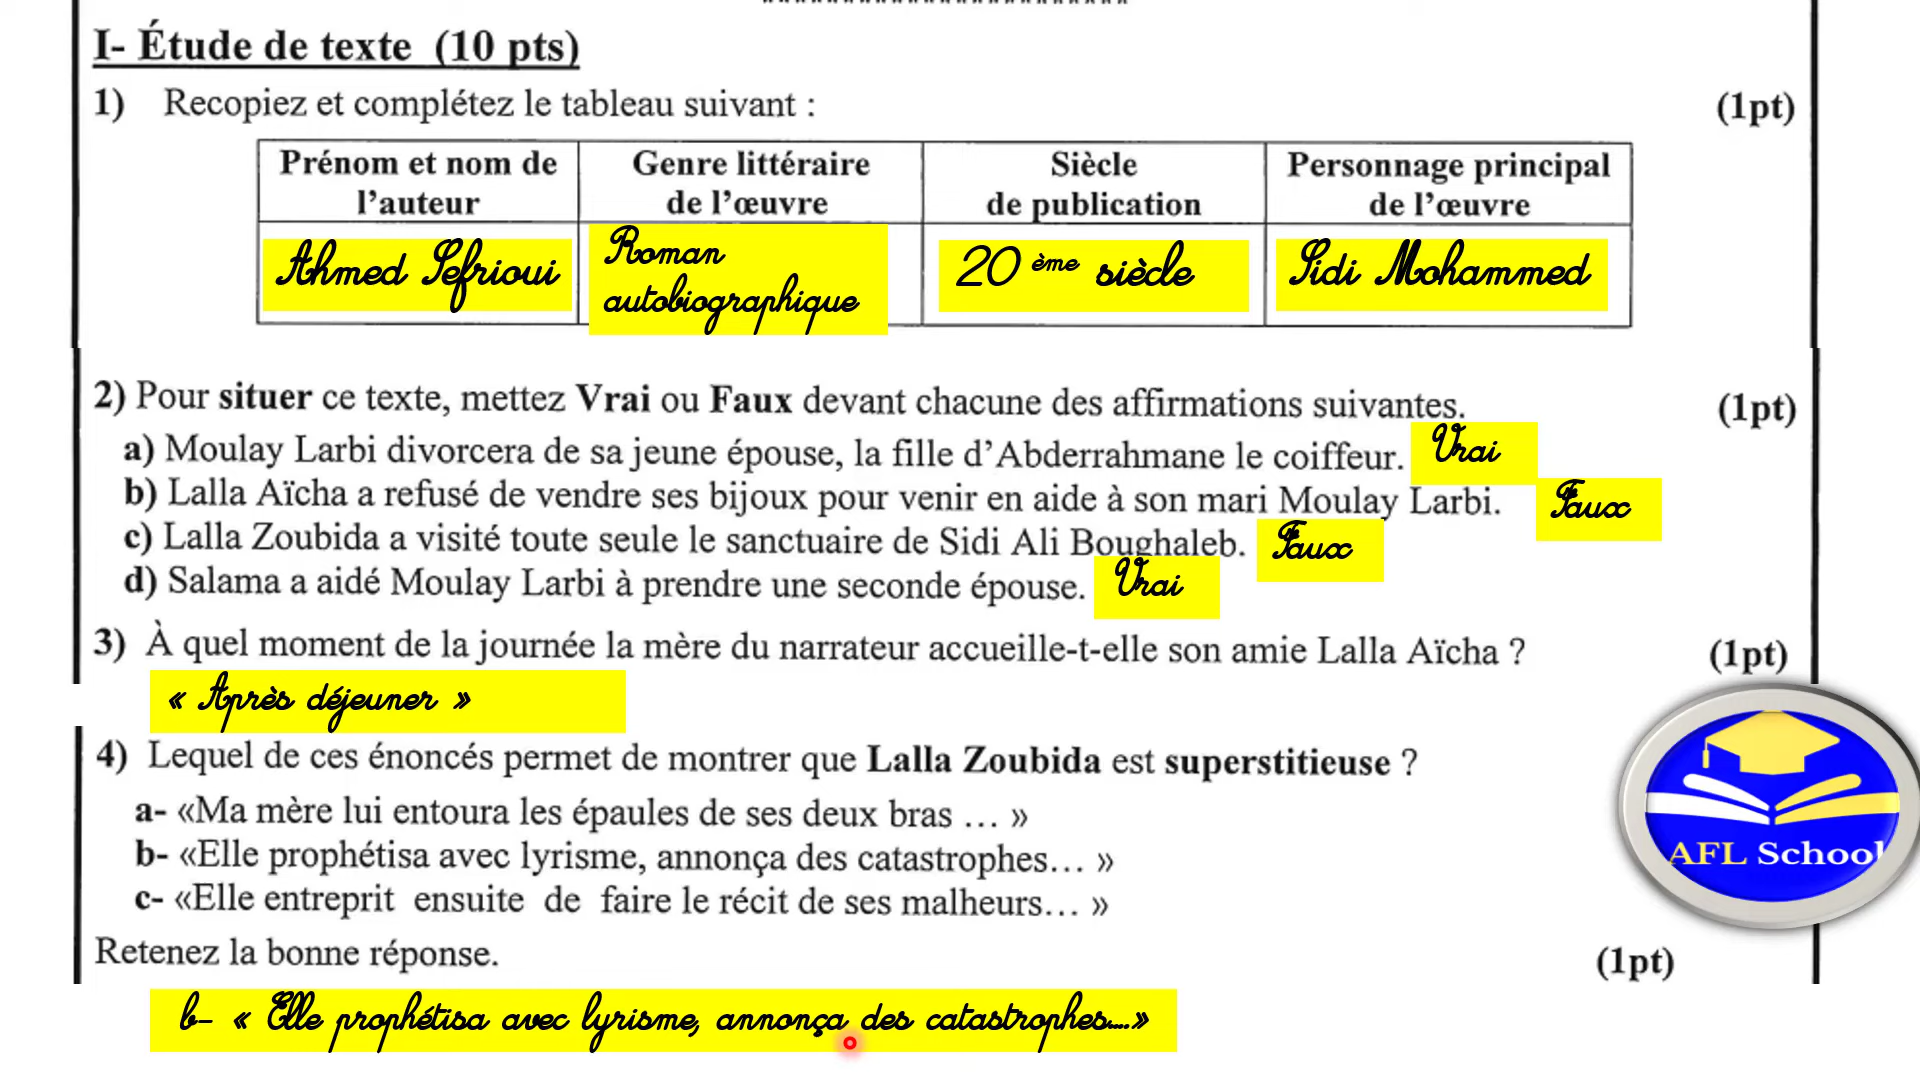 I- Étude de texte (10 pts)
1) Recopiez et complétez le tableau suivant : (1pt)
Prénom et nom de l’auteur
Genre littéraire de l’œuvre
Siècle de publication
Personnage principal de l’œuvre
Ahmed Sefrioui
Roman autobiographique
20 ème siècle
Sidi Mohammed
2) Pour situer ce texte, mettez Vrai ou Faux devant chacune des affirmations suivantes. (1pt)
a) Moulay Larbi divorcera de sa jeune épouse, la fille d’Abderrahmane le coiffeur. Vrai
b) Lalla Aïcha a refusé de vendre ses bijoux pour venir en aide à son mari Moulay Larbi. Faux
c) Lalla Zoubida a visité toute seule le sanctuaire de Sidi Ali Boughaleb. Faux
d) Salama a aidé Moulay Larbi à prendre une seconde épouse. Vrai
3) À quel moment de la journée la mère du narrateur accueille-t-elle son amie Lalla Aïcha ? (1pt)
« Après déjeuner »
4) Lequel de ces énoncés permet de montrer que Lalla Zoubida est superstitieuse ?
a- «Ma mère lui entoura les épaules de ses deux bras … »
b- «Elle prophétisa avec lyrisme, annonça des catastrophes… »
c- «Elle entreprit ensuite de faire le récit de ses malheurs… »
AFL School
Retenez la bonne réponse. (1pt)
b- « Elle prophétisa avec lyrisme, annonça des catastrophes....»